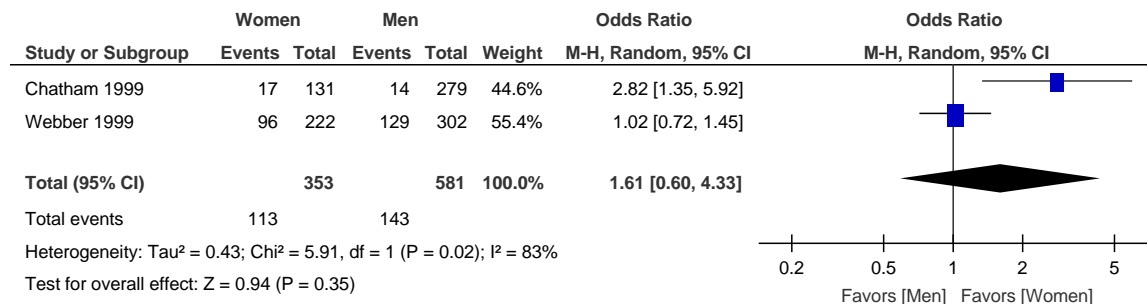 Women Men Odds Ratio Odds Ratio
Study or Subgroup Events Total Events Total Weight M-H, Random, 95% CI M-H, Random, 95% CI
Chatham 1999 17 131 14 279 44.6% 2.82 [1.35, 5.92]
Webber 1999 96 222 129 302 55.4% 1.02 [0.72, 1.45]
Total (95% CI) 353 581 100.0% 1.61 [0.60, 4.33]
Total events 113 143
Heterogeneity: Tau² = 0.43; Chi² = 5.91, df = 1 (P = 0.02); I² = 83%
Test for overall effect: Z = 0.94 (P = 0.35)
0.2 0.5 1 2 5
Favors [Men] Favors [Women]